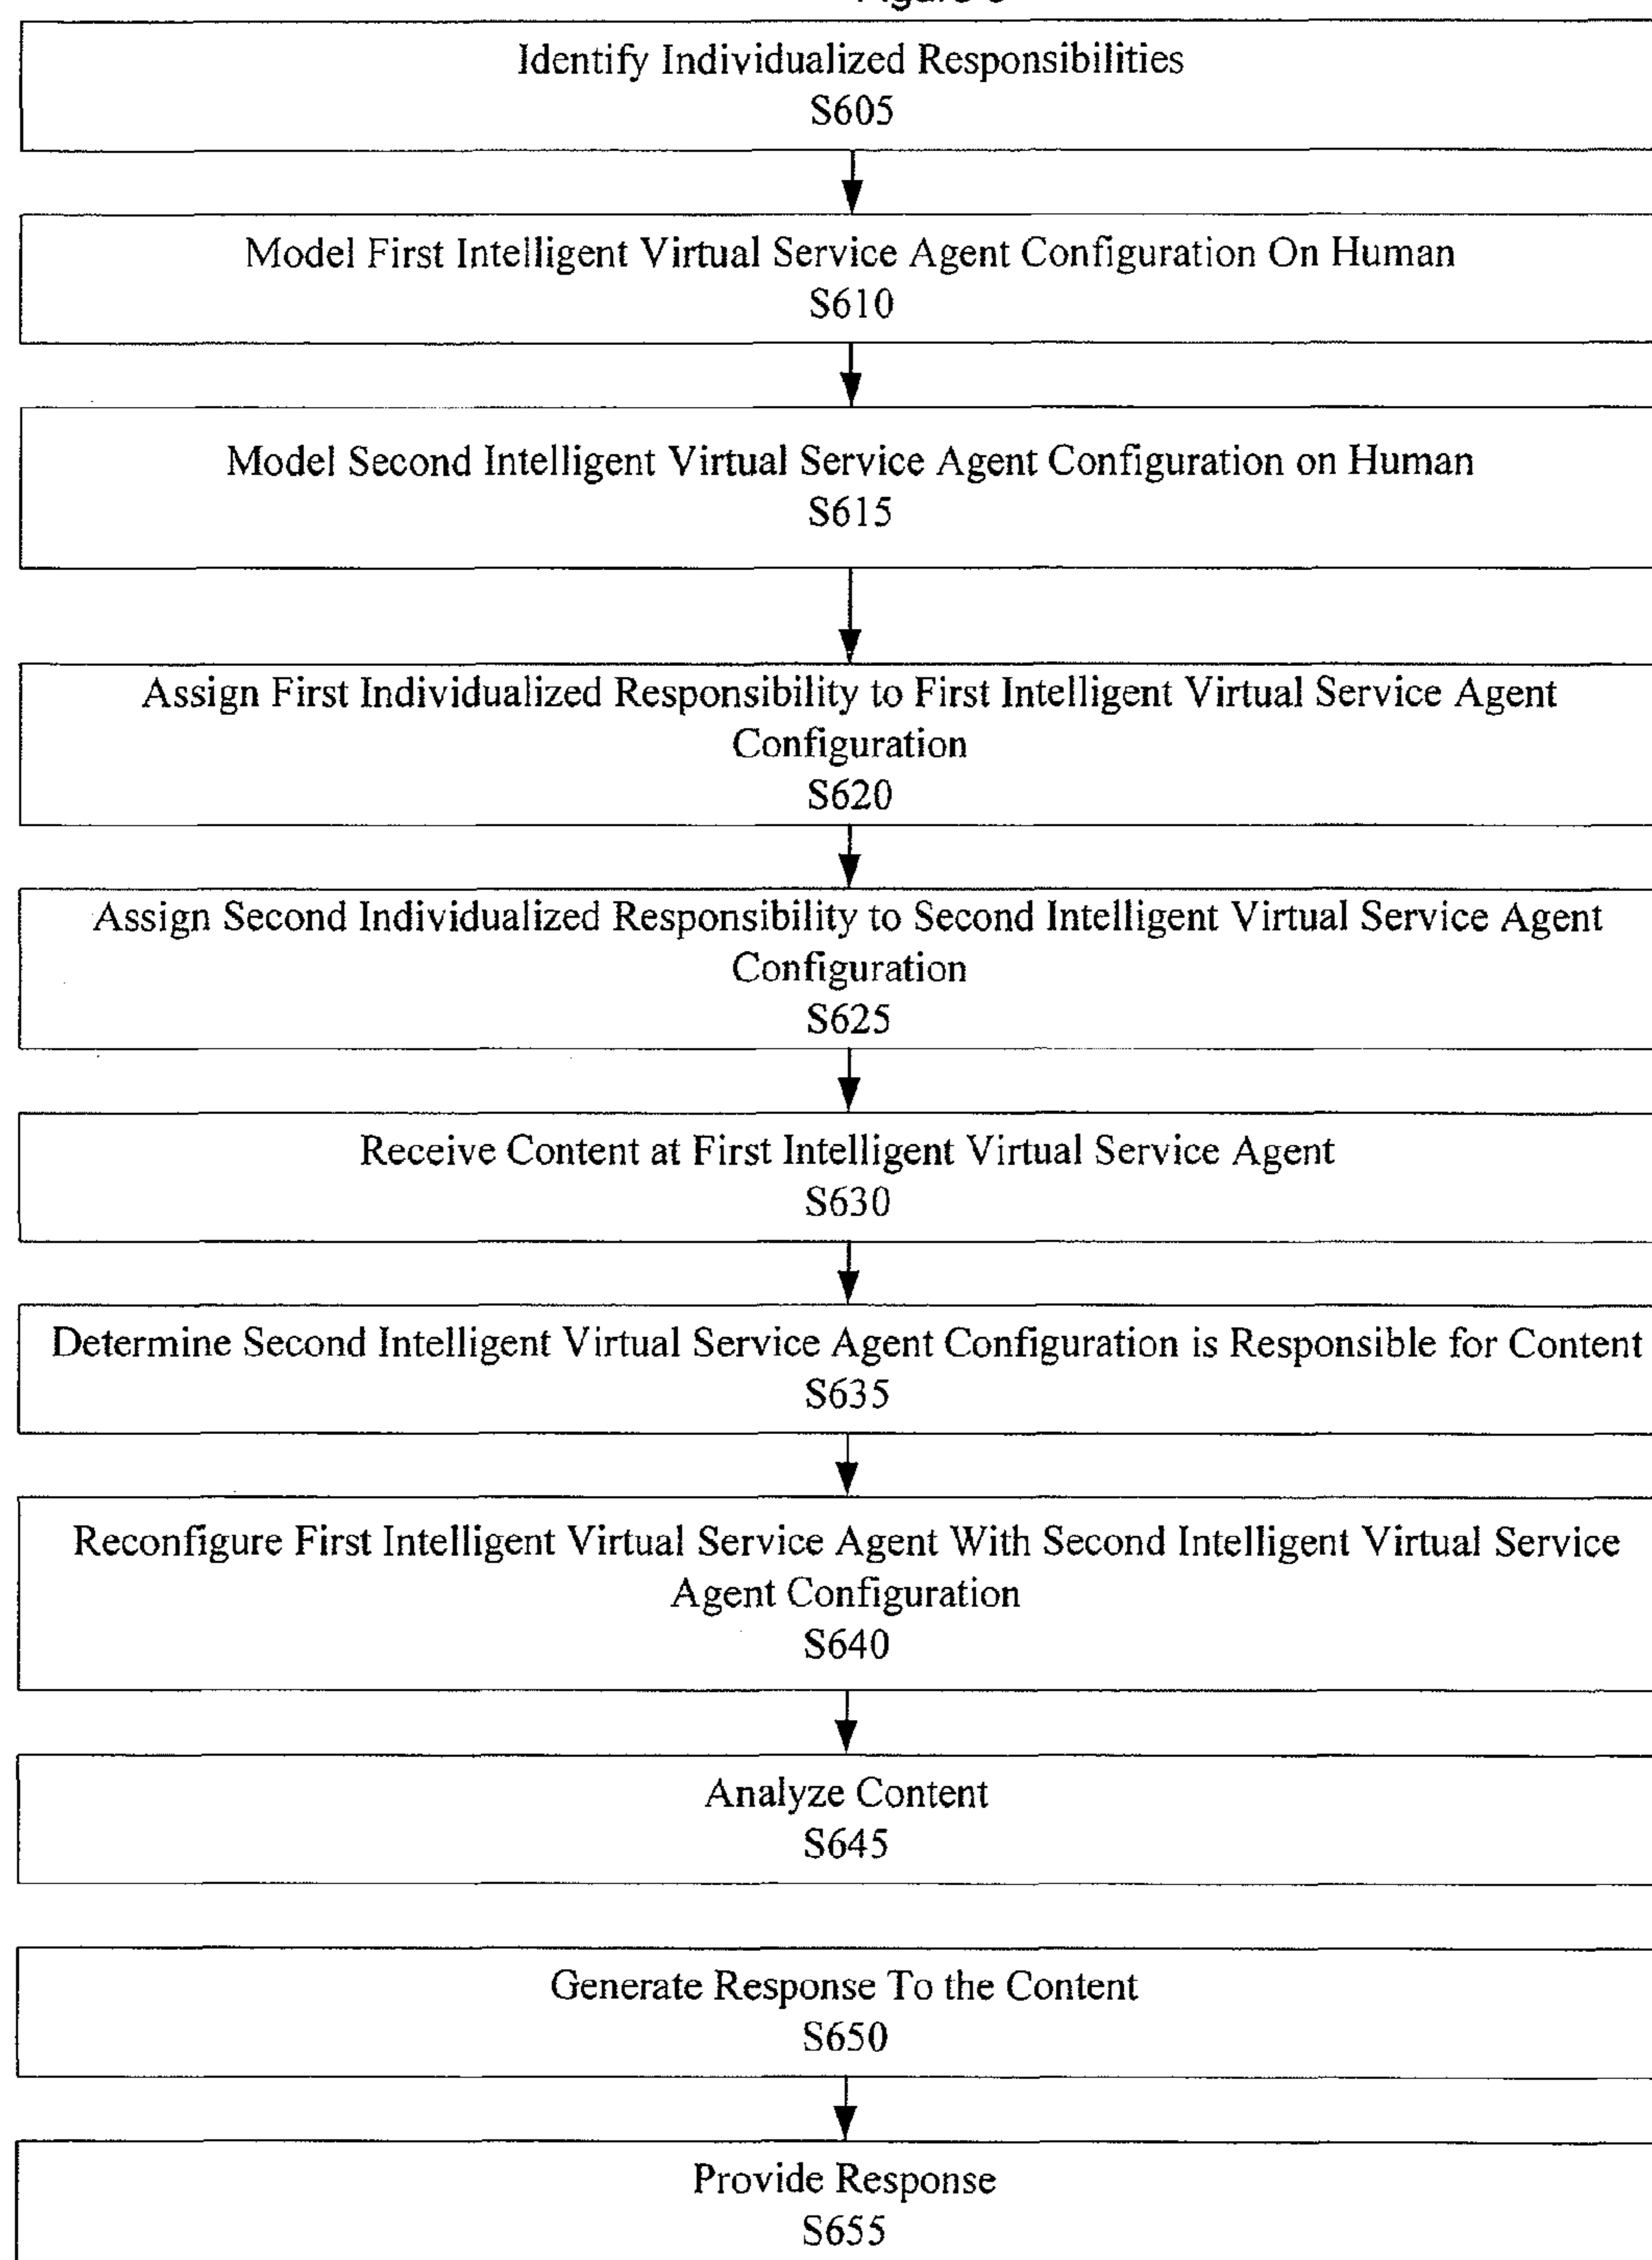 Identify Individualized Responsibilities
S605
Model First Intelligent Virtual Service Agent Configuration On Human
S610
Model Second Intelligent Virtual Service Agent Configuration on Human
S615
Assign First Individualized Responsibility to First Intelligent Virtual Service Agent
Configuration
S620
Assign Second Individualized Responsibility to Second Intelligent Virtual Service Agent
Configuration
S625
Receive Content at First Intelligent Virtual Service Agent
S630
Determine Second Intelligent Virtual Service Agent Configuration is Responsible for Content
S635
Reconfigure First Intelligent Virtual Service Agent With Second Intelligent Virtual Service
Agent Configuration
S640
Analyze Content
S645
Generate Response To the Content
S650
Provide Response
S655